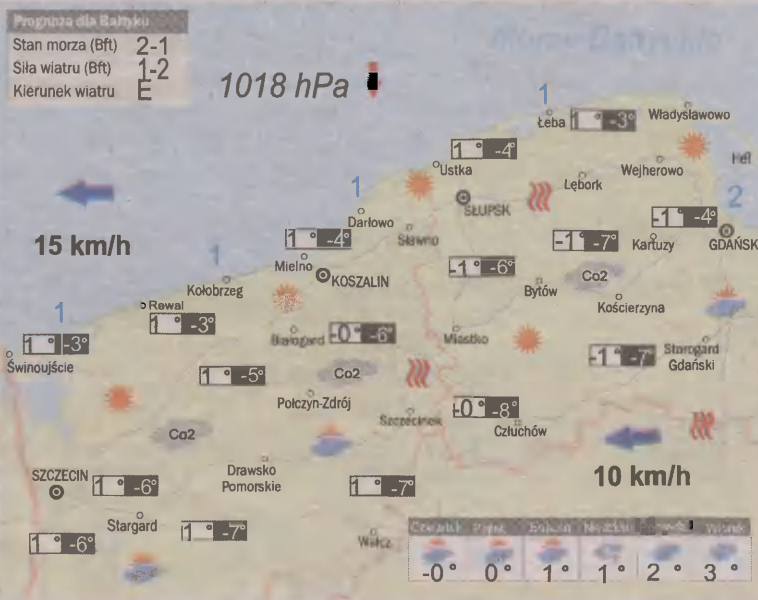 Prognoza dla Bałtyku
Stan morza (Bft) 2-1
Siła wiatru (Bft) 1-2
Kierunek wiatru E
Morze Bałtyckie
1018 hPa
1
Łeba 1° -3°
Władysławowo
Hel
1° -4°
Ustka
Wejherowo
Lębork
1
SŁUPSK
2
-1° -4°
Darłowo
1° -4°
Sławno
-1° -7°
Kartuzy
GDAŃSK
15 km/h
1
Mielno
KOSZALIN
-1° -6°
Co2
Kołobrzeg
Bytów
Kościerzyna
1
Rewal
1° -3°
Białogard -0° -6°
Miastko
1° -3°
Świnoujście
-1° -7°
Starogard
Gdański
1° -5°
Co2
Połczyn-Zdrój
-0° -8°
Szczecinek
Człuchów
Co2
SZCZECIN
1° -6°
Drawsko
Pomorskie
1° -7°
10 km/h
Stargard
1° -7°
1° -6°
Wałcz
Czwartek Piątek Sobota Niedziela Wtorek
-0° 0° 1° 1° 2° 3°